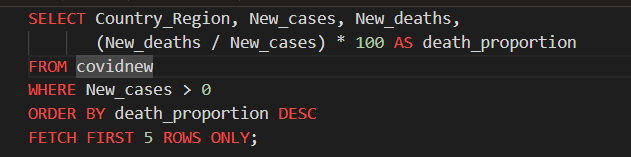 SELECT Country_Region, New_cases, New_deaths,
(New_deaths / New_cases) * 100 AS death_proportion
FROM covidnew
WHERE New_cases > 0
ORDER BY death_proportion DESC
FETCH FIRST 5 ROWS ONLY;